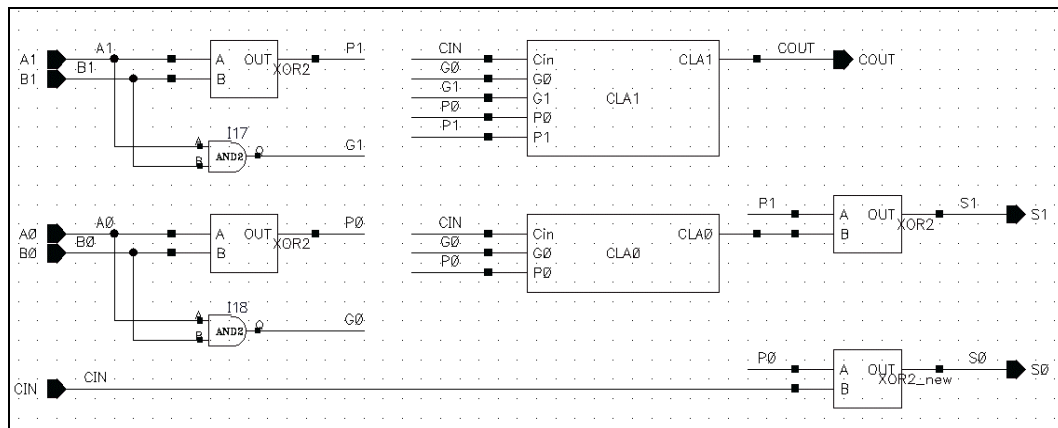 A1 A1 A OUT P1 CIN Cin CLA1 COUT COUT
B1 B1 B XOR2 G0 G0
G1 G1 CLA1
P0 P0
P1 P1
I17
A
B AND2 O G1
A0 A0 A OUT P0 CIN Cin CLA0 P1 A OUT S1 S1
B0 B0 B XOR2 G0 G0 CLA0 B XOR2
P0 P0
I18
A
B AND2 O G0
P0 A OUT S0 S0
CIN CIN B XOR2_new